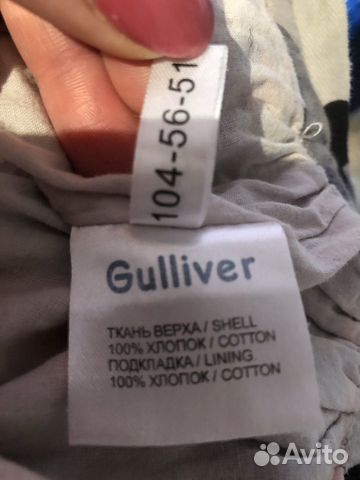 104-56-51
Gulliver
ТКАНЬ ВЕРХА / SHELL
100% ХЛОПОК / COTTON
ПОДКЛАДКА / LINING
100% ХЛОПОК / COTTON
Avito